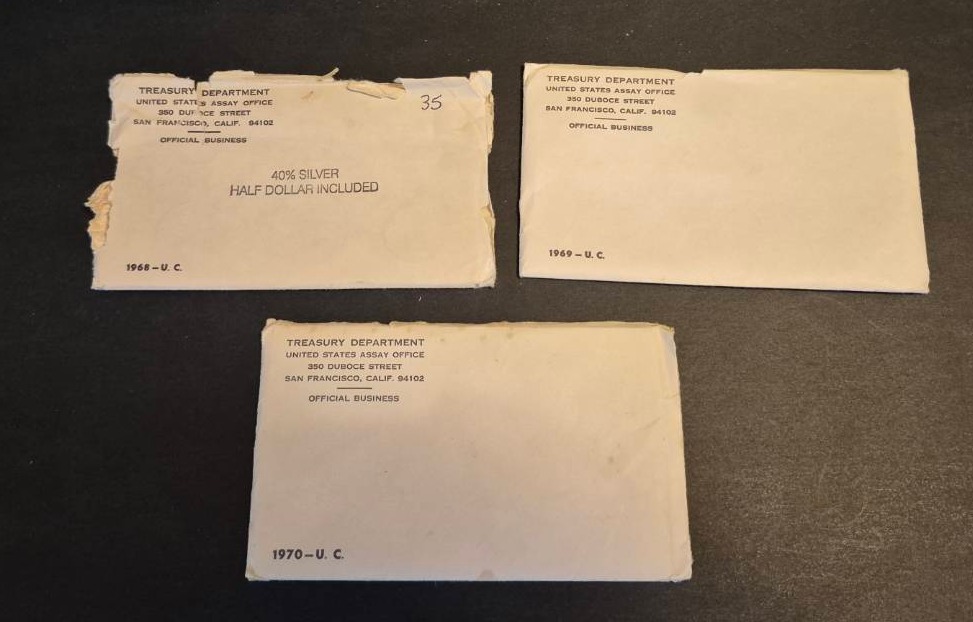 TREASURY DEPARTMENT
UNITED STATES ASSAY OFFICE
350 DUBOCE STREET
SAN FRANCISCO, CALIF. 94102
OFFICIAL BUSINESS
35
40% SILVER
HALF DOLLAR INCLUDED
1968-U. C.
TREASURY DEPARTMENT
UNITED STATES ASSAY OFFICE
350 DUBOCE STREET
SAN FRANCISCO, CALIF. 94102
OFFICIAL BUSINESS
1969-U. C.
TREASURY DEPARTMENT
UNITED STATES ASSAY OFFICE
350 DUBOCE STREET
SAN FRANCISCO, CALIF. 94102
OFFICIAL BUSINESS
1970-U. C.